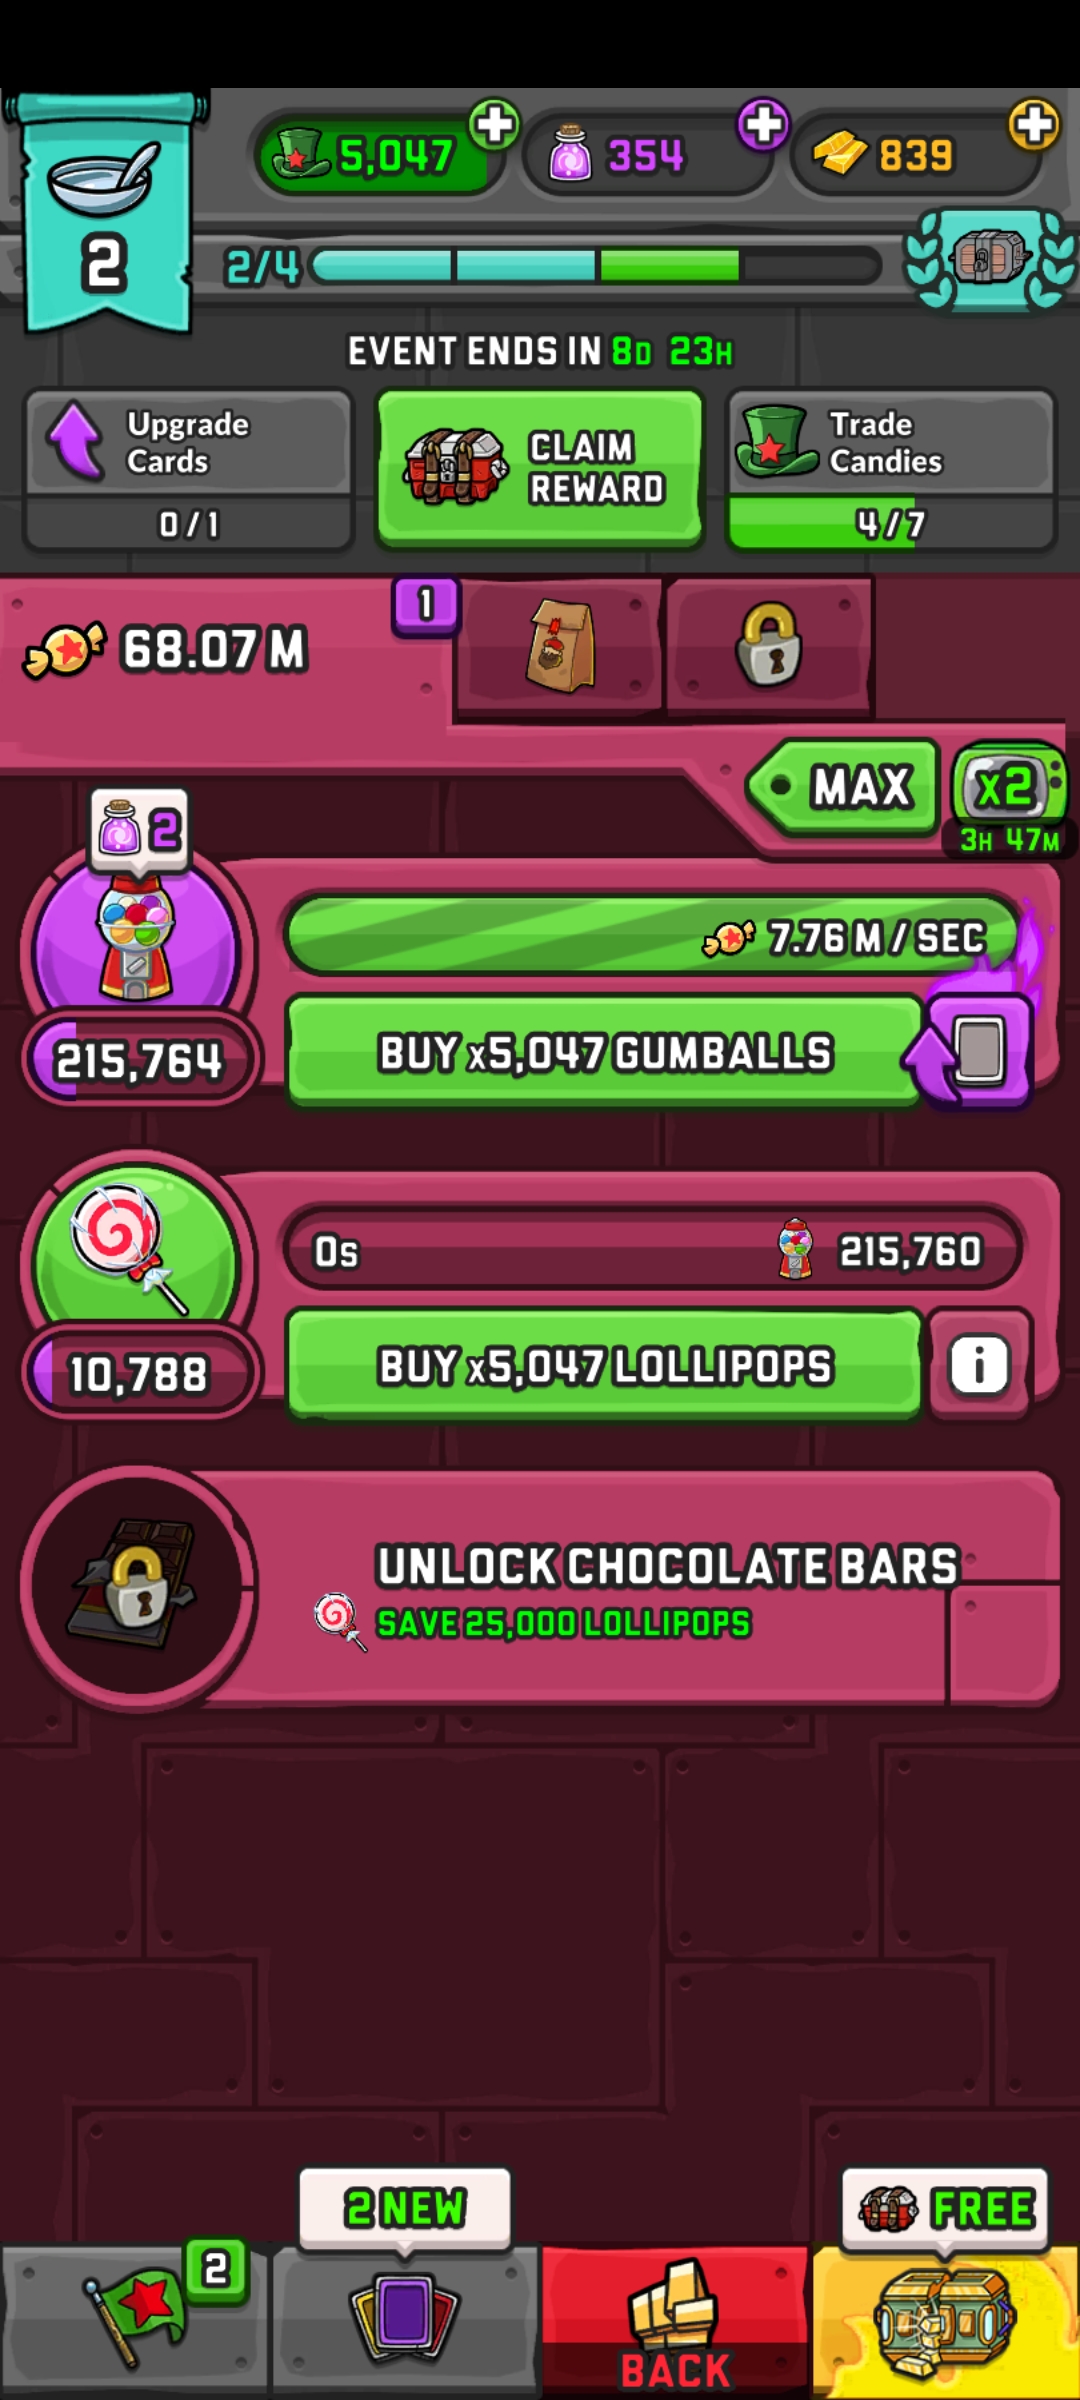 5,047
354
839
2
2/4
EVENT ENDS IN 8D 23H
Upgrade
Cards
0/1
CLAIM
REWARD
Trade
Candies
4/7
68.07 M
1
MAX
x2
3H 47M
2
7.76 M / SEC
215,764
BUY x5,047 GUMBALLS
0s
215,760
10,788
BUY x5,047 LOLLIPOPS
i
UNLOCK CHOCOLATE BARS
SAVE 25,000 LOLLIPOPS
2 NEW
FREE
2
BACK